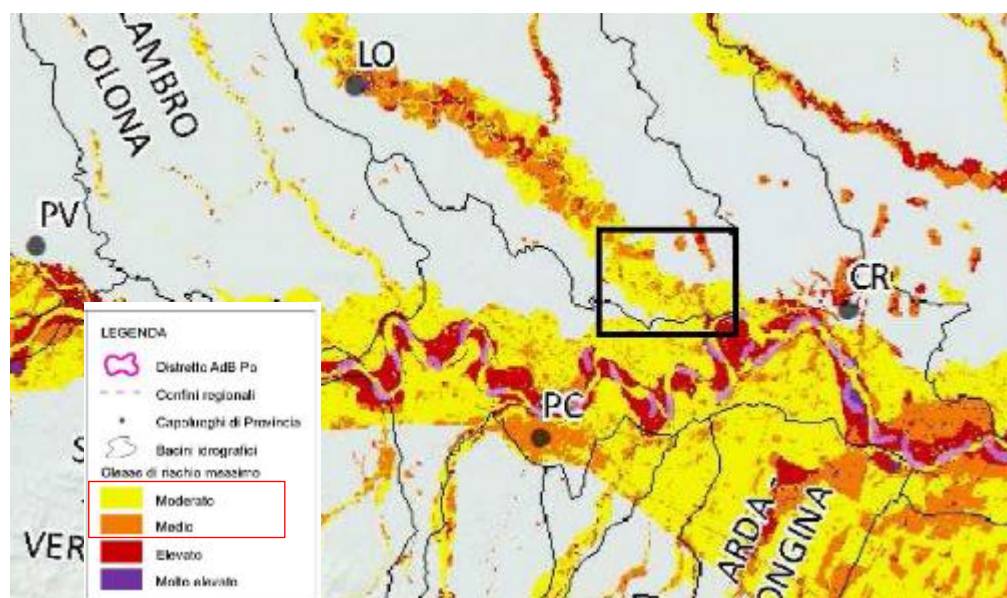 LAMBRO
OLONA
LO
PV
CR
PC
ARDA
ONGINA
VER
S
LEGENDA
Distretto AdB Po
Confini regionali
Capoluoghi di Provincia
Bacini idrografici
Classe di rischio massimo
Moderato
Medio
Elevato
Molto elevato